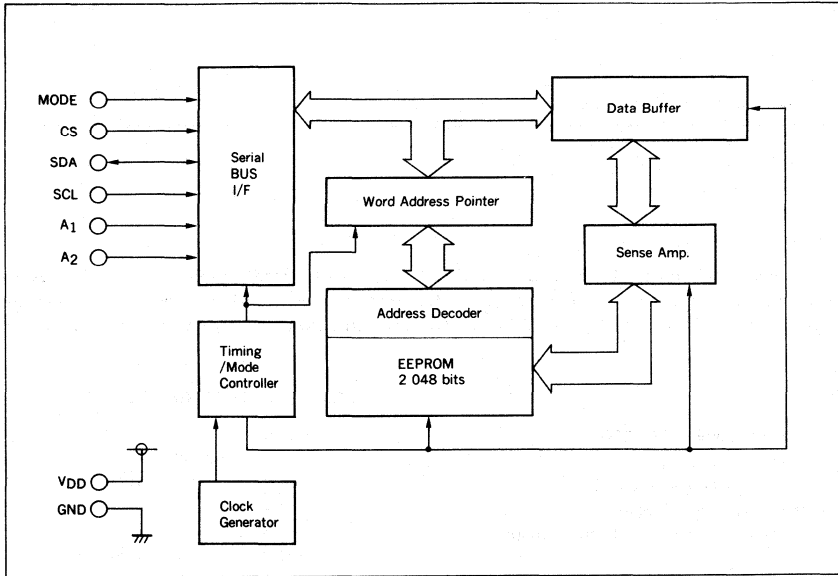 MODE
CS
SDA
SCL
A1
A2
Serial
BUS
I/F
Data Buffer
Word Address Pointer
Sense Amp.
Address Decoder
EEPROM
2 048 bits
Timing
/Mode
Controller
VDD
GND
Clock
Generator